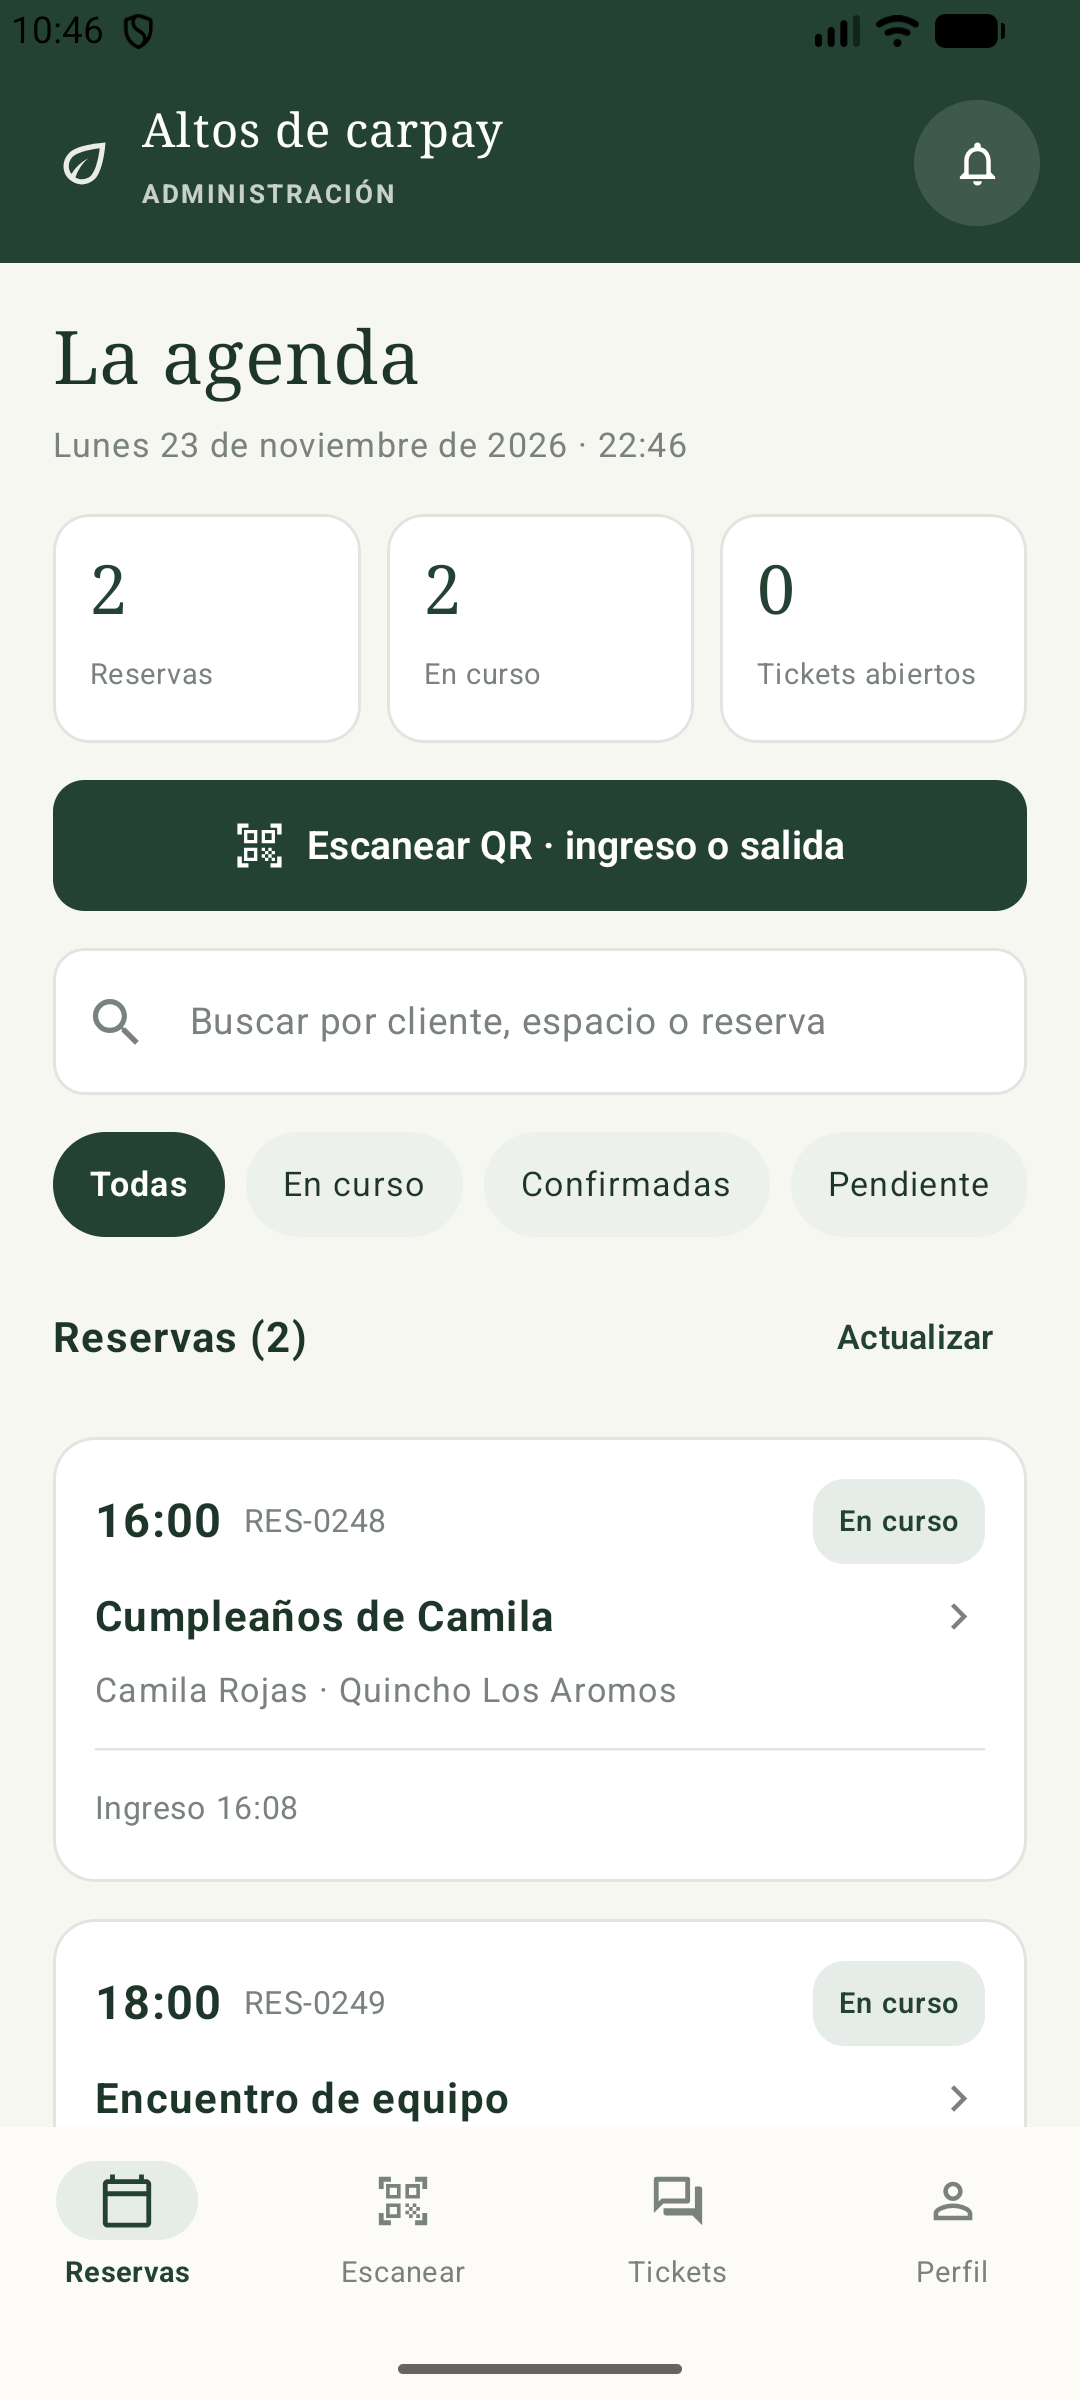 10:46
Altos de carpay
ADMINISTRACIÓN
La agenda
Lunes 23 de noviembre de 2026 · 22:46
2
Reservas
2
En curso
0
Tickets abiertos
Escanear QR · ingreso o salida
Buscar por cliente, espacio o reserva
Todas
En curso
Confirmadas
Pendiente
Reservas (2)
Actualizar
16:00 RES-0248
En curso
Cumpleaños de Camila
Camila Rojas · Quincho Los Aromos
Ingreso 16:08
18:00 RES-0249
En curso
Encuentro de equipo
Reservas
Escanear
Tickets
Perfil